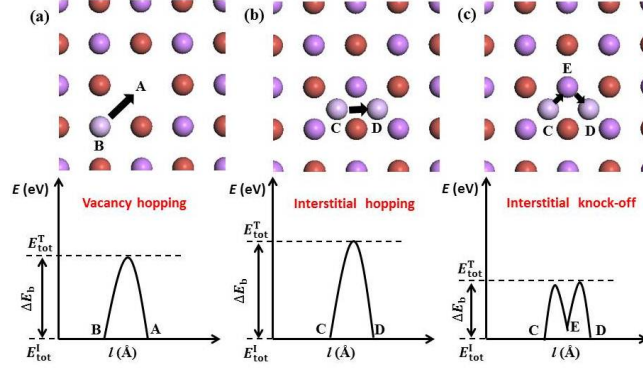 (a)
A
B
E (eV)
Vacancy hopping
E^T_tot
ΔE_b
B
A
E^I_tot
l (Å)
(b)
C
D
E (eV)
Interstitial hopping
E^T_tot
ΔE_b
C
D
E^I_tot
l (Å)
(c)
E
C
D
E (eV)
Interstitial knock-off
E^T_tot
ΔE_b
C
E
D
E^I_tot
l (Å)